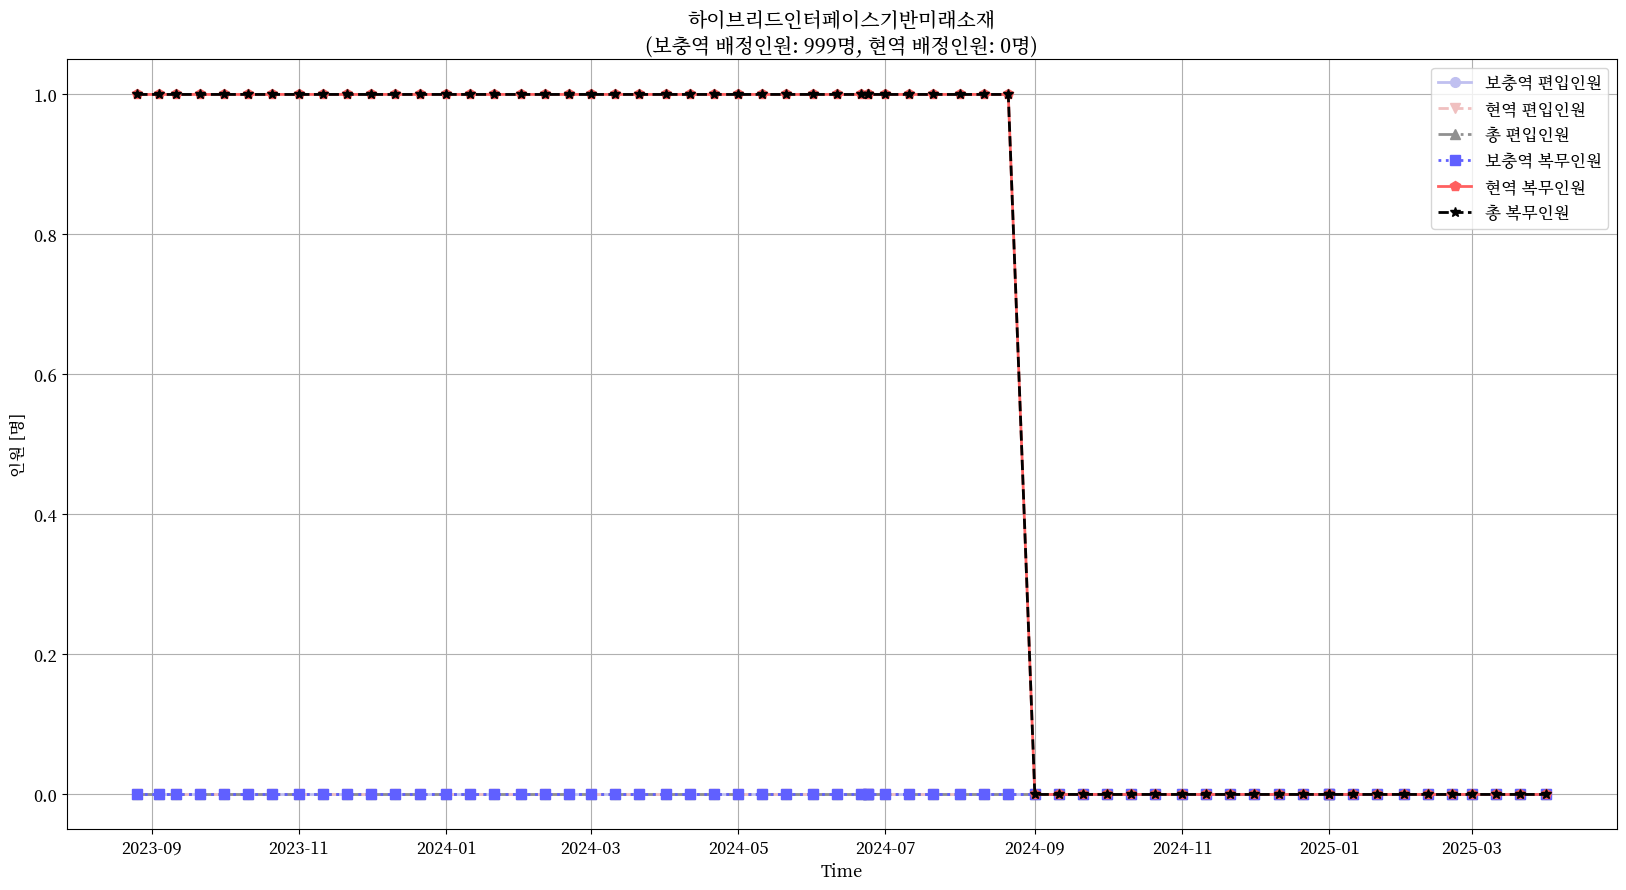 하이브리드인터페이스기반미래소재
(보충역 배정인원: 999명, 현역 배정인원: 0명)
보충역 편입인원
현역 편입인원
총 편입인원
보충역 복무인원
현역 복무인원
총 복무인원
인원 [명]
1.0
0.8
0.6
0.4
0.2
0.0
2023-09 2023-11 2024-01 2024-03 2024-05 2024-07 2024-09 2024-11 2025-01 2025-03
Time